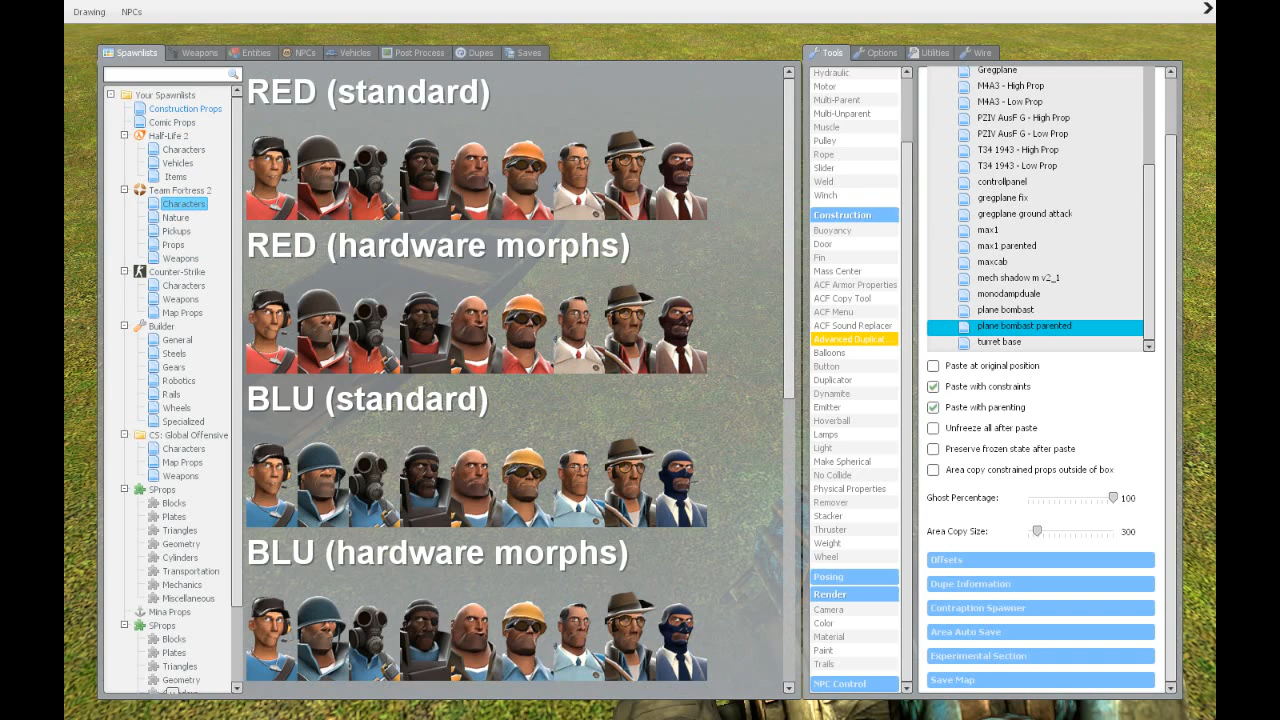 Drawing NPCs
Spawnlists Weapons Entities NPCs Vehicles Post Process Dupes Saves
Your Spawnlists
Construction Props
Comic Props
Half-Life 2
Characters
Vehicles
Items
Team Fortress 2
Characters
Nature
Pickups
Props
Weapons
Counter-Strike
Characters
Weapons
Map Props
Builder
General
Steels
Gears
Robotics
Rails
Wheels
Specialized
CS: Global Offensive
Characters
Map Props
Weapons
SProps
Blocks
Plates
Triangles
Geometry
Cylinders
Transportation
Mechanics
Miscellaneous
Mina Props
SProps
Blocks
Plates
Triangles
Geometry
RED (standard)
RED (hardware morphs)
BLU (standard)
BLU (hardware morphs)
Tools Options Utilities Wire
Hydraulic
Motor
Multi-Parent
Multi-Unparent
Muscle
Pulley
Rope
Slider
Weld
Winch
Construction
Buoyancy
Door
Fin
Mass Center
ACF Armor Properties
ACF Copy Tool
ACF Menu
ACF Sound Replacer
Advanced Duplicat...
Balloons
Button
Duplicator
Dynamite
Emitter
Hoverball
Lamps
Light
Make Spherical
No Collide
Physical Properties
Remover
Stacker
Thruster
Weight
Wheel
Posing
Render
Camera
Color
Material
Paint
Trails
NPC Control
Gregplane
M4A3 - High Prop
M4A3 - Low Prop
PZIV AusF G - High Prop
PZIV AusF G - Low Prop
T34 1943 - High Prop
T34 1943 - Low Prop
controllpanel
gregplane fix
gregplane ground attack
max1
max1 parented
maxcab
mech shadow m v2_1
monodampduale
plane bombast
plane bombast parented
turret base
Paste at original position
Paste with constraints
Paste with parenting
Unfreeze all after paste
Preserve frozen state after paste
Area copy constrained props outside of box
Ghost Percentage: 100
Area Copy Size: 300
Offsets
Dupe Information
Contraption Spawner
Area Auto Save
Experimental Section
Save Map